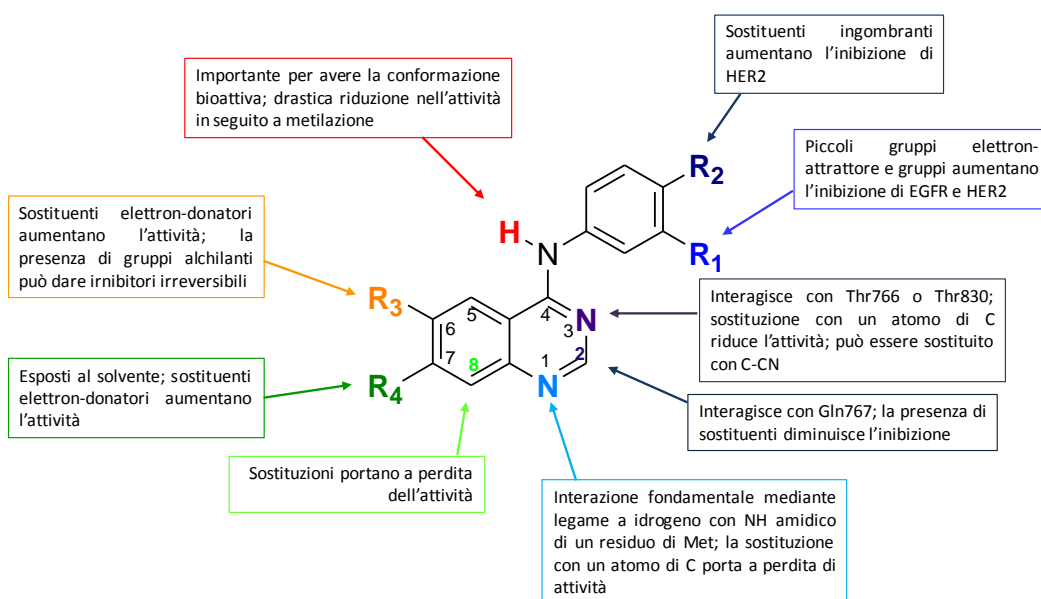 Sostituenti ingombranti
aumentano l'inibizione di
HER2
Importante per avere la conformazione
bioattiva; drastica riduzione nell'attività
in seguito a metilazione
Piccoli gruppi elettron-
attrattore e gruppi aumentano
l'inibizione di EGFR e HER2
R2
Sostituenti elettron-donatori
aumentano l'attività; la
presenza di gruppi alchilanti
può dare irnibitori irreversibili
H
N
R1
R3
5
4
N
3
6
Interagisce con Thr766 o Thr830;
sostituzione con un atomo di C
riduce l'attività; può essere sostituito
con C-CN
7
8
1
2
Esposti al solvente; sostituenti
elettron-donatori aumentano
l'attività
R4
N
Interagisce con Gln767; la presenza di
sostituenti diminuisce l'inibizione
Sostituzioni portano a perdita
dell'attività
Interazione fondamentale mediante
legame a idrogeno con NH amidico
di un residuo di Met; la sostituzione
con un atomo di C porta a perdita di
attività